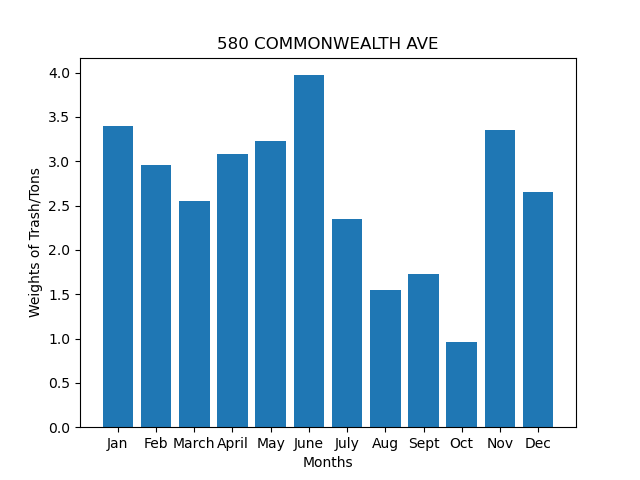 580 COMMONWEALTH AVE
Weights of Trash/Tons
4.0
3.5
3.0
2.5
2.0
1.5
1.0
0.5
0.0
Jan Feb March April May June July Aug Sept Oct Nov Dec
Months